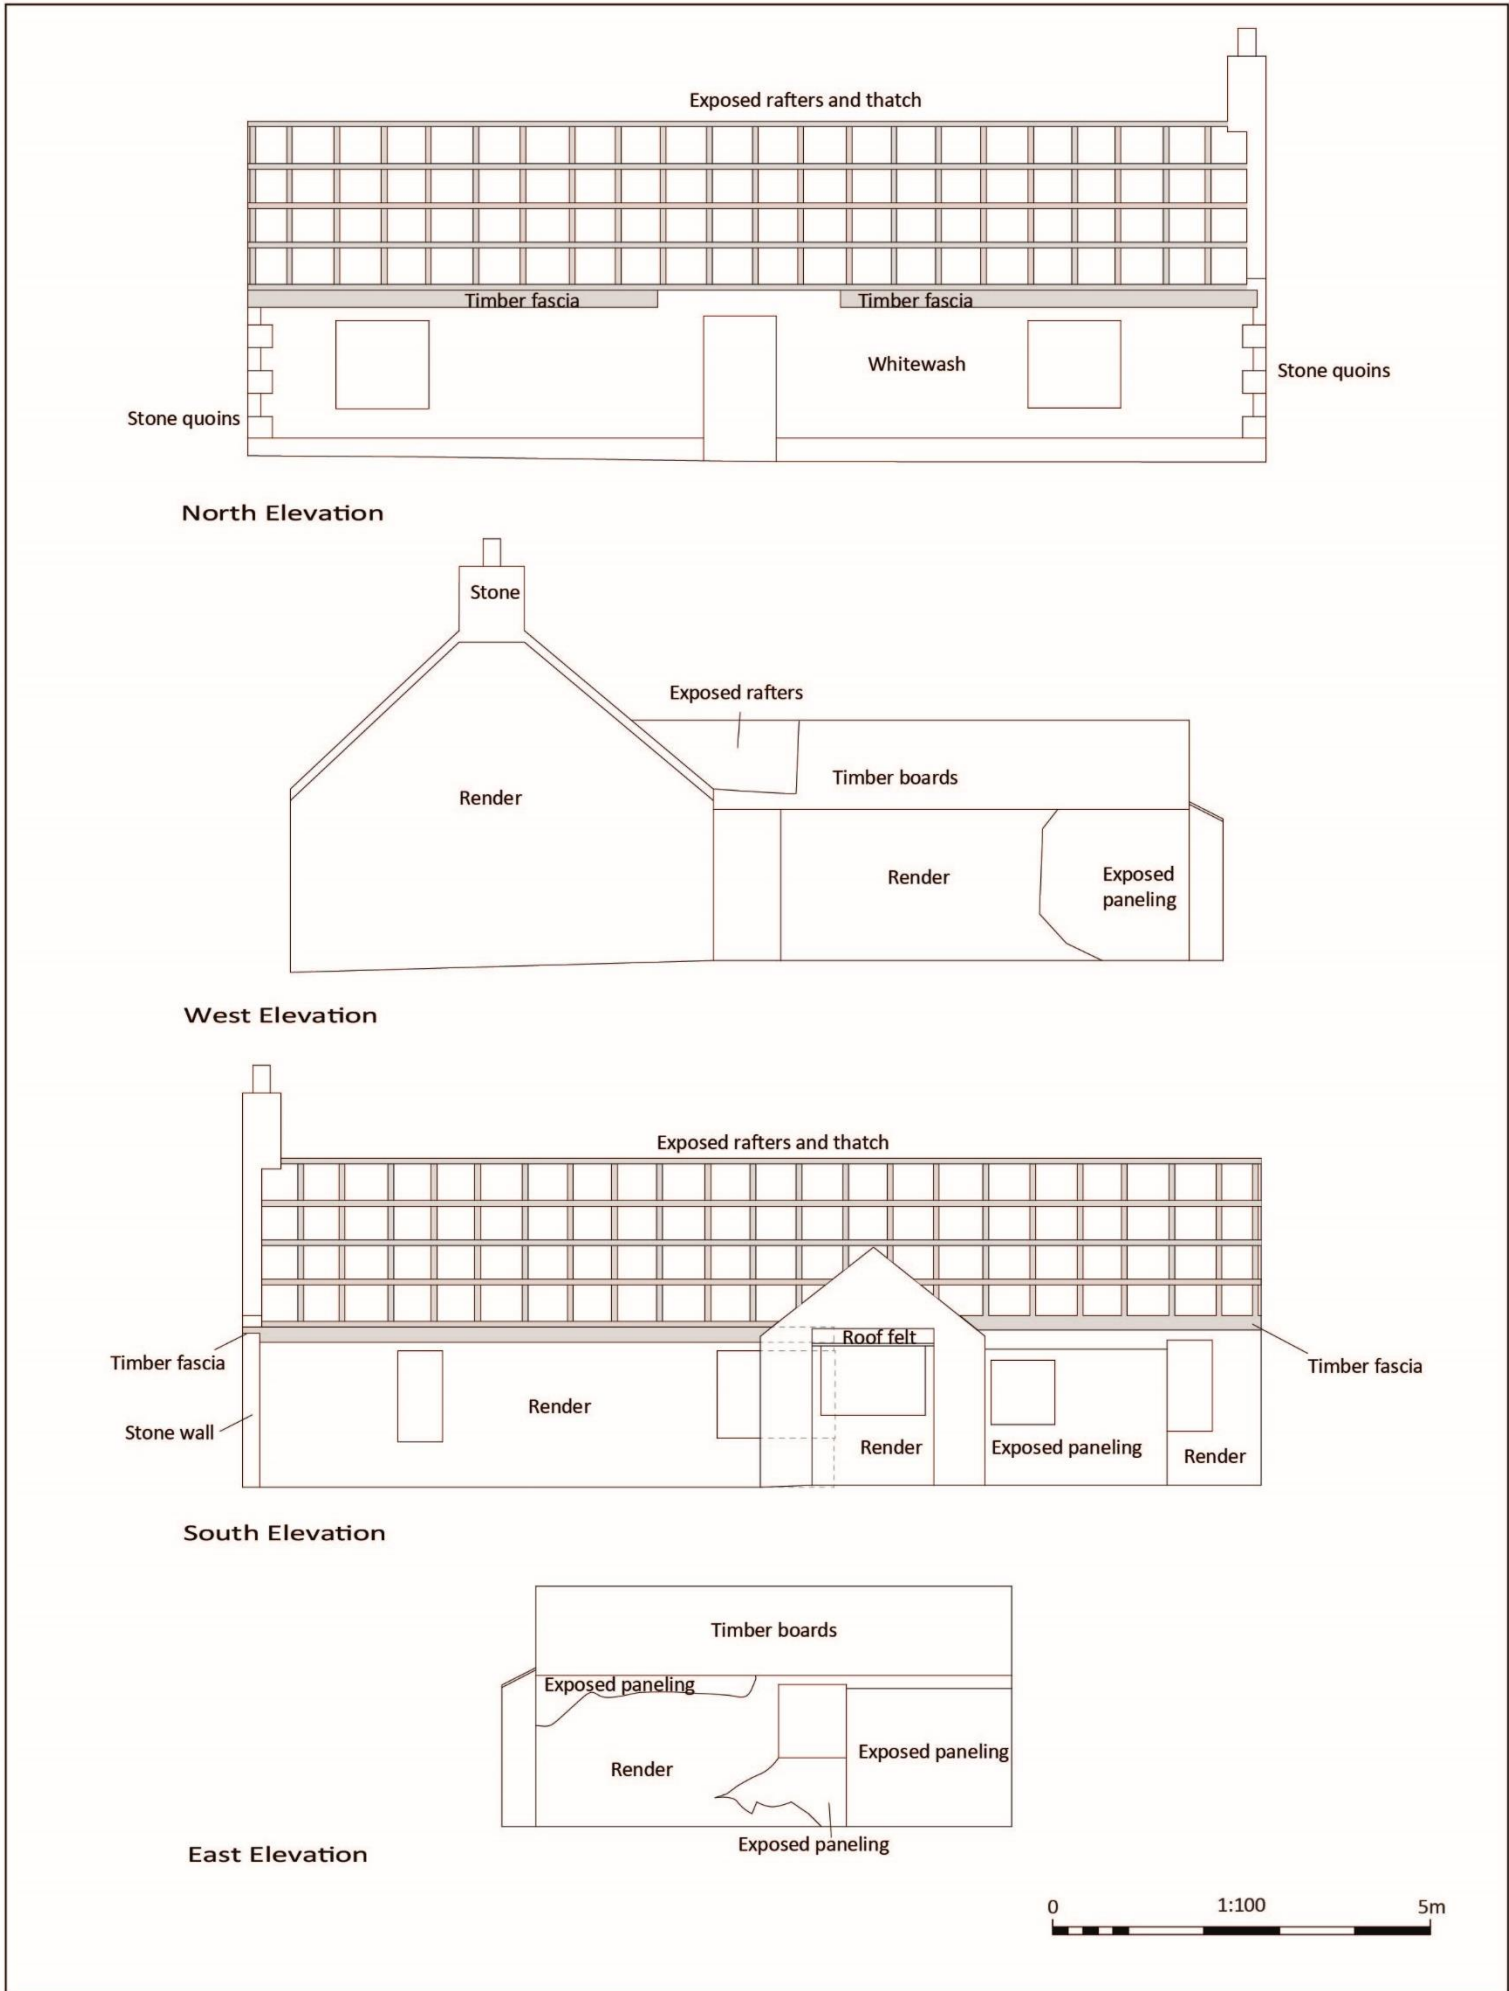 Exposed rafters and thatch
Timber fascia
Timber fascia
Whitewash
Stone quoins
Stone quoins
North Elevation
Stone
Exposed rafters
Timber boards
Render
Render
Exposed
paneling
West Elevation
Exposed rafters and thatch
Roof felt
Timber fascia
Timber fascia
Render
Stone wall
Render
Exposed paneling
Render
South Elevation
Timber boards
Exposed paneling
Exposed paneling
Render
Exposed paneling
East Elevation
0
1:100
5m